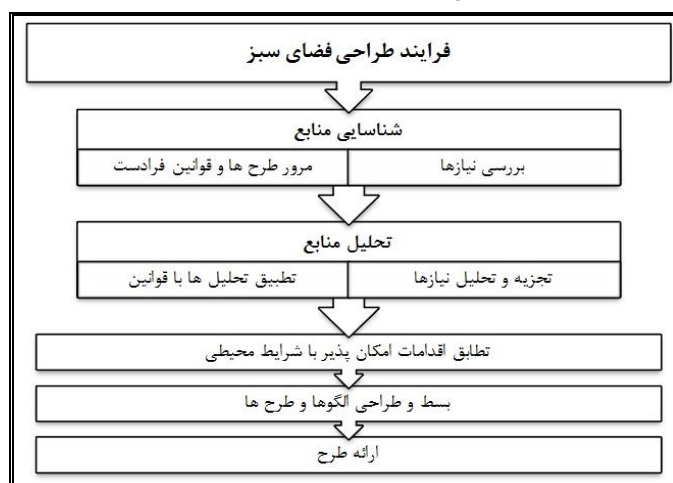 فرایند طراحی فضای سبز
شناسایی منابع
بررسی نیازها
مرور طرح ها و قوانین فرادست
تحلیل منابع
تجزیه و تحلیل نیازها
تطبیق تحلیل ها با قوانین
تطابق اقدامات امکان پذیر با شرایط محیطی
بسط و طراحی الگوها و طرح ها
ارائه طرح